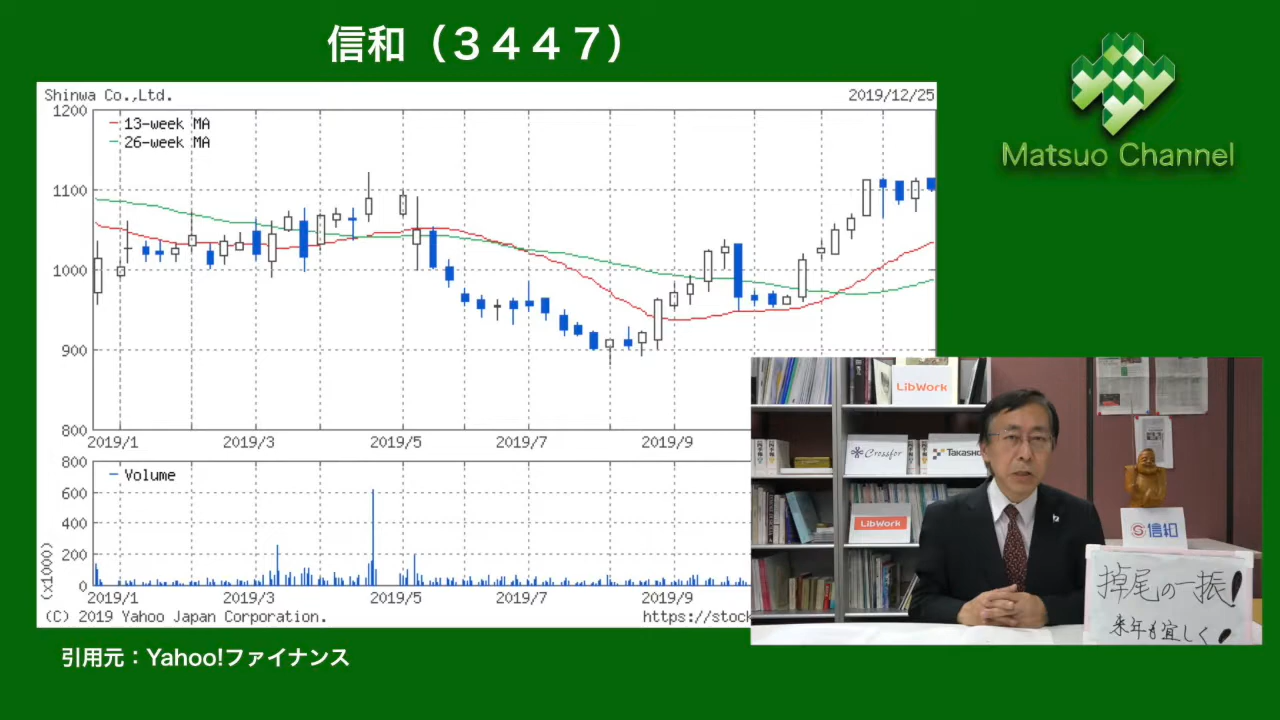 信和（３４４７）
Matsuo Channel
Shinwa Co.,Ltd.
2019/12/25
13-week MA
26-week MA
1200
1100
1000
900
800
2019/1
2019/3
2019/5
2019/7
2019/9
Volume
800
600
400
200
0
(x1000)
2019/1
2019/3
2019/5
2019/7
2019/9
(C) 2019 Yahoo Japan Corporation.
https://stock
引用元：Yahoo!ファイナンス
LibWork
Crossfor
Takasho
LibWork
信和
掉尾の一振！
来年も宜しく！